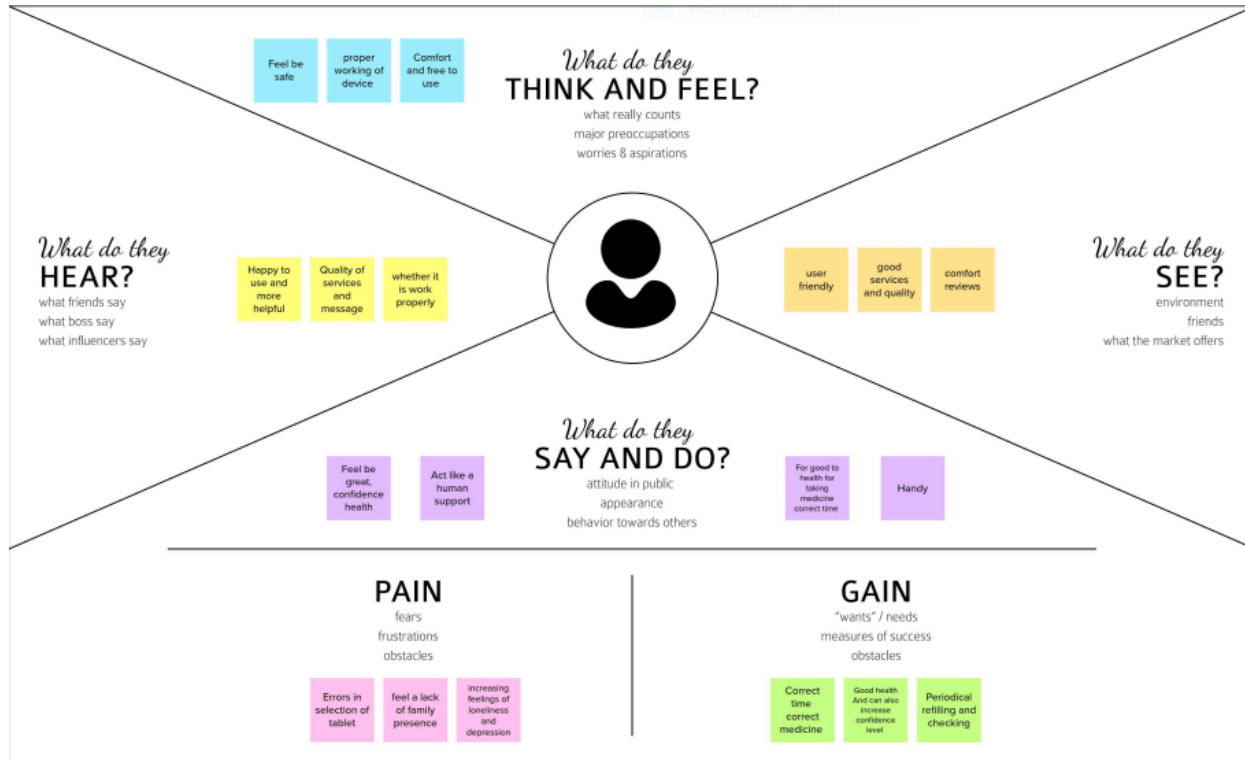 Rectangular Snip
What do they
THINK AND FEEL?
what really counts
major preoccupations
worries & aspirations
Feel be
safe
proper
working of
device
Comfort
and free to
use
What do they
HEAR?
what friends say
what boss say
what influencers say
Happy to
use and
more
helpful
Quality of
services
and
message
whether it
is work
properly
user
friendly
good
services
and quality
comfort
reviews
What do they
SEE?
environment
friends
what the market offers
What do they
SAY AND DO?
attitude in public
appearance
behavior towards others
Feel be
great,
confidence
health
Act like a
human
support
For good to
health for
taking
medicine
correct time
Handy
PAIN
fears
frustrations
obstacles
Errors in
selection of
tablet
feel a lack
of family
presence
increasing
feelings of
loneliness
and
depression
GAIN
"wants" / needs
measures of success
obstacles
Correct
time
correct
medicine
Good health
And can also
increase
confidence
level
Periodical
refilling and
checking